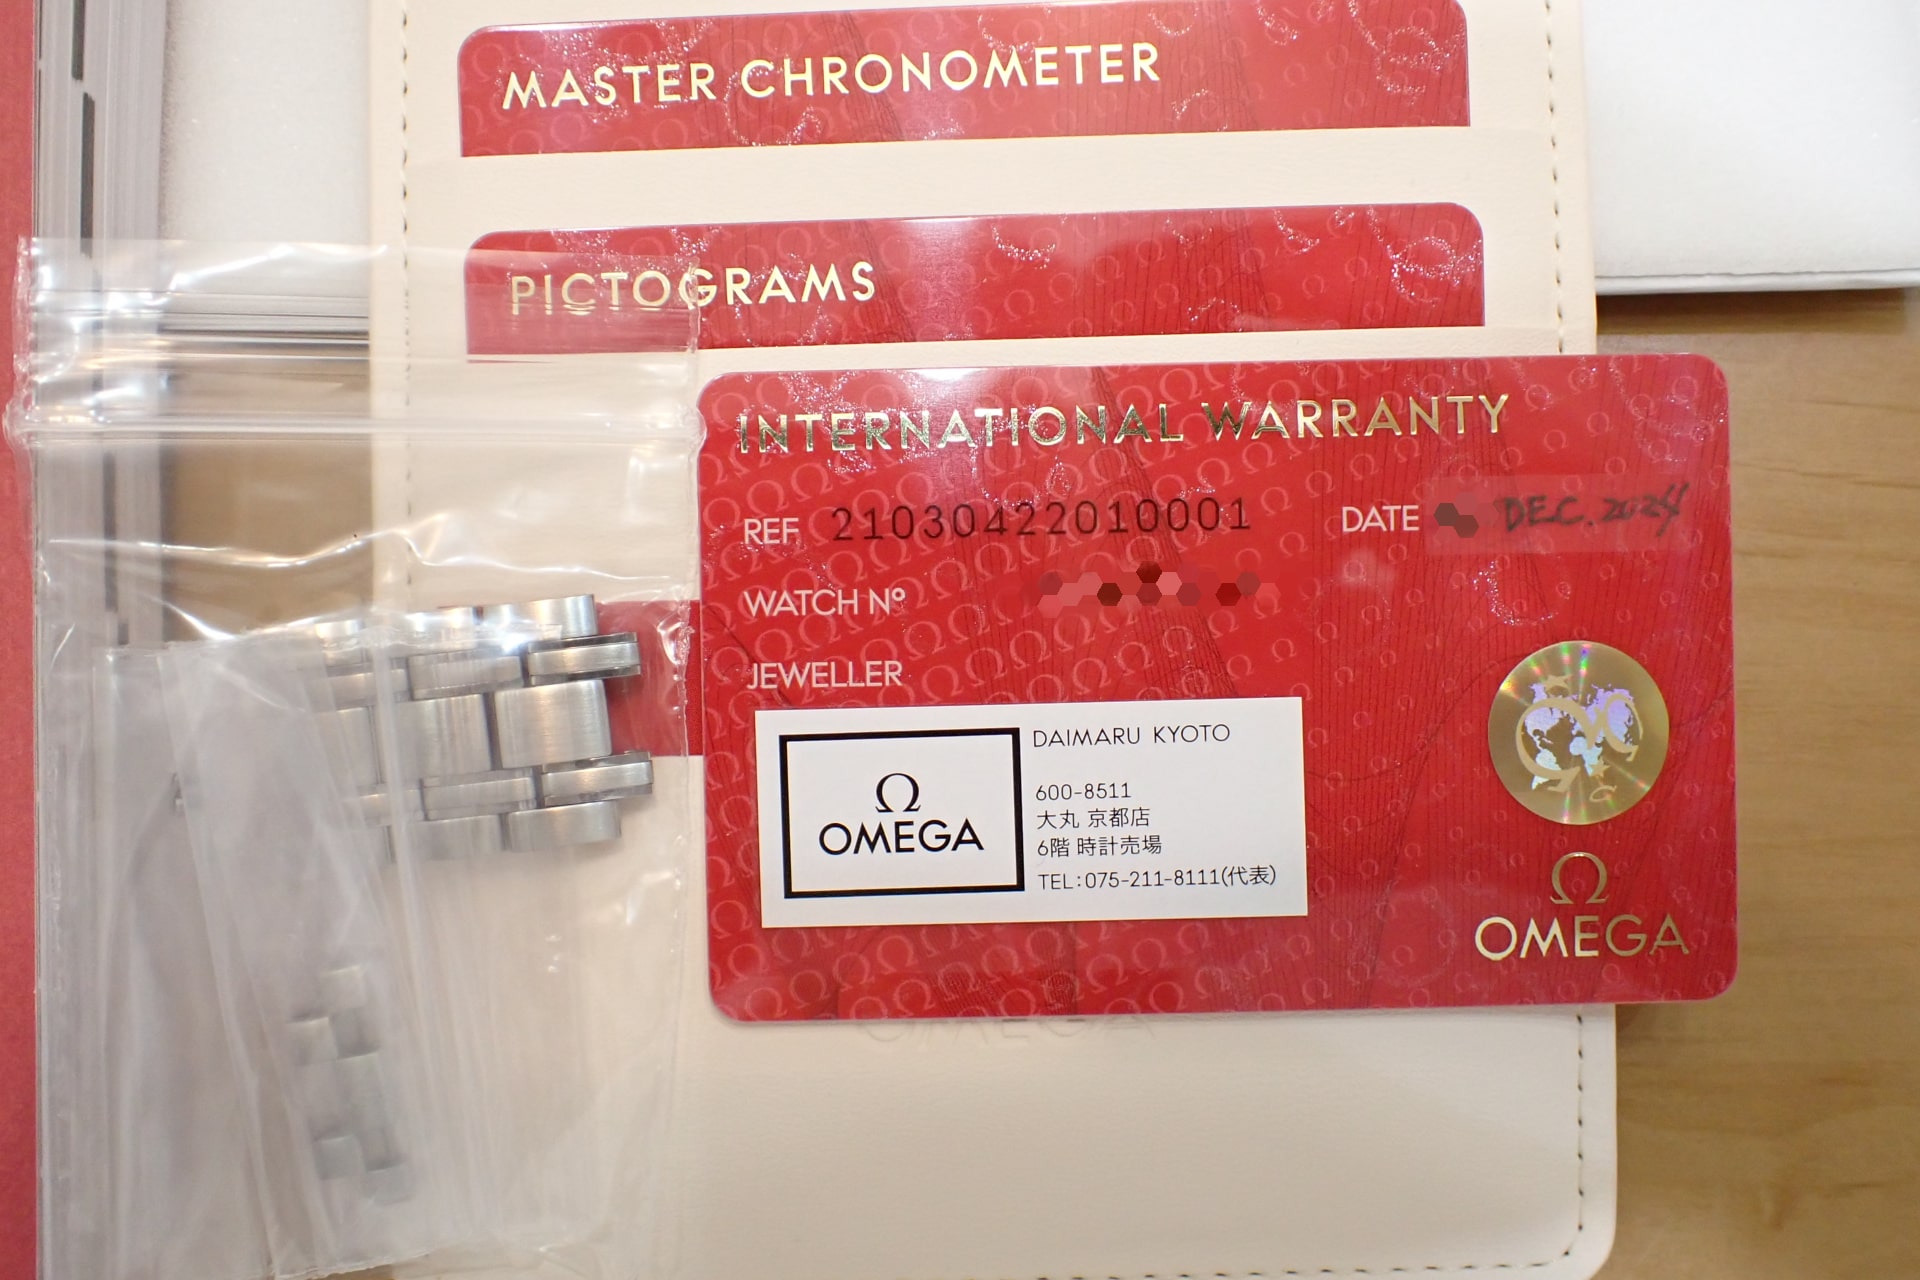 MASTER CHRONOMETER
PICTOGRAMS
INTERNATIONAL WARRANTY
REF 21030422010001 DATE DEC. 2024
WATCH Nº
JEWELLER
Ω
OMEGA
DAIMARU KYOTO
600-8511
大丸 京都店
6階 時計売場
TEL:075-211-8111(代表)
Ω
OMEGA
OMEGA